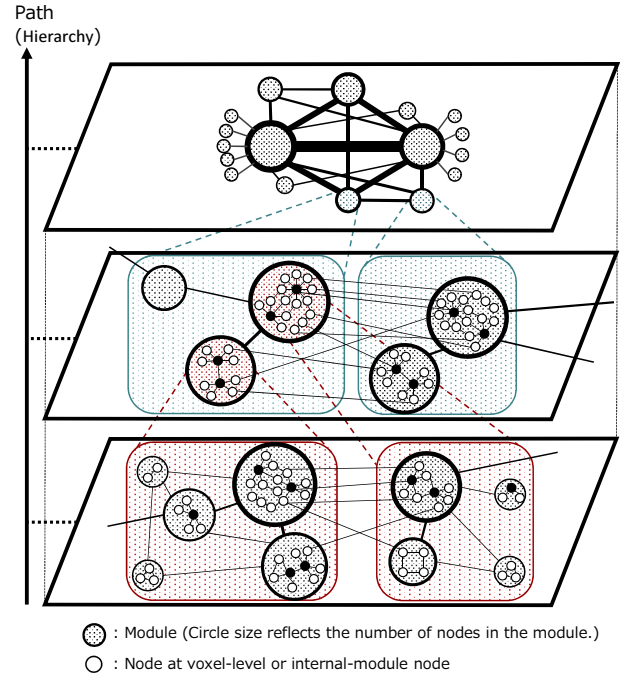 Path
(Hierarchy)
: Module (Circle size reflects the number of nodes in the module.)
: Node at voxel-level or internal-module node